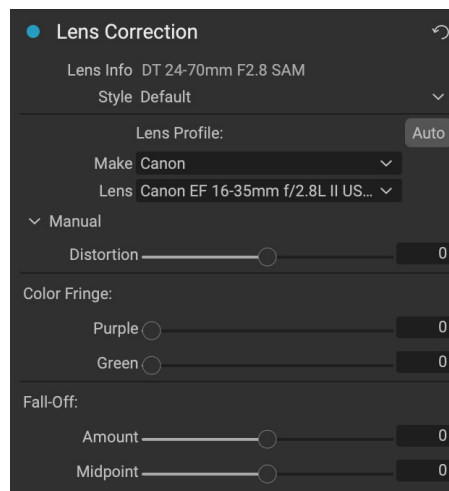 Lens Correction
Lens Info DT 24-70mm F2.8 SAM
Style Default
Lens Profile: Auto
Make Canon
Lens Canon EF 16-35mm f/2.8L II US...
Manual
Distortion 0
Color Fringe:
Purple 0
Green 0
Fall-Off:
Amount 0
Midpoint 0